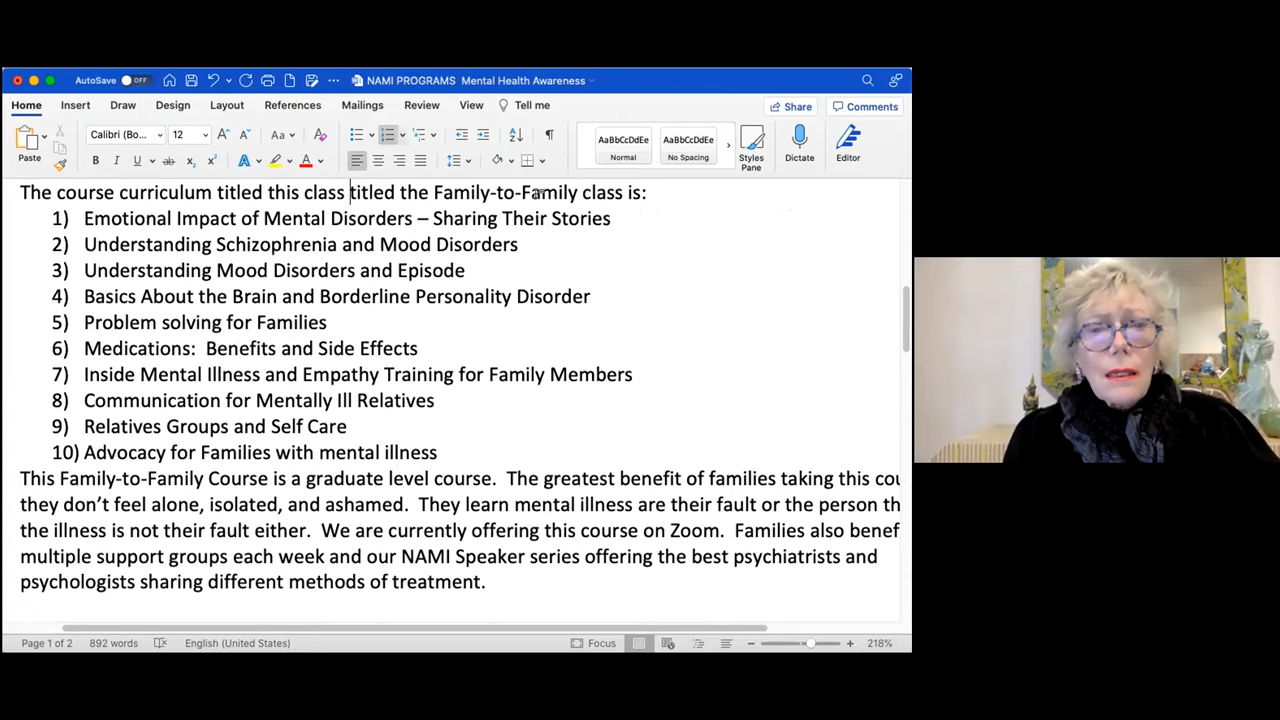 AutoSave OFF ... NAMI PROGRAMS Mental Health Awareness
Home Insert Draw Design Layout References Mailings Review View Tell me Share Comments
Calibri (Bo... 12 A A Aa A AaBbCcDdEe AaBbCcDdEe
Paste B I U ab x2 x2 A A Normal No Spacing Styles Pane Dictate Editor
The course curriculum titled this class titled the Family-to-Family class is:
1) Emotional Impact of Mental Disorders – Sharing Their Stories
2) Understanding Schizophrenia and Mood Disorders
3) Understanding Mood Disorders and Episode
4) Basics About the Brain and Borderline Personality Disorder
5) Problem solving for Families
6) Medications:  Benefits and Side Effects
7) Inside Mental Illness and Empathy Training for Family Members
8) Communication for Mentally Ill Relatives
9) Relatives Groups and Self Care
10) Advocacy for Families with mental illness
This Family-to-Family Course is a graduate level course.  The greatest benefit of families taking this cou
they don't feel alone, isolated, and ashamed.  They learn mental illness are their fault or the person th
the illness is not their fault either.  We are currently offering this course on Zoom.  Families also benef
multiple support groups each week and our NAMI Speaker series offering the best psychiatrists and
psychologists sharing different methods of treatment.
Page 1 of 2 892 words English (United States) Focus 218%